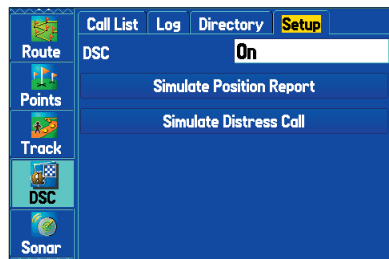 Call List Log Directory Setup
Route
DSC On
Simulate Position Report
Points
Simulate Distress Call
Track
DSC
Sonar